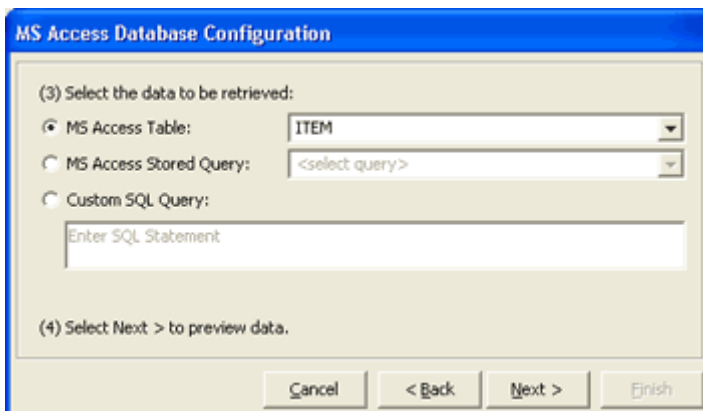 MS Access Database Configuration
(3) Select the data to be retrieved:
MS Access Table: ITEM
MS Access Stored Query: <select query>
Custom SQL Query:
Enter SQL Statement
(4) Select Next > to preview data.
Cancel < Back Next > Finish